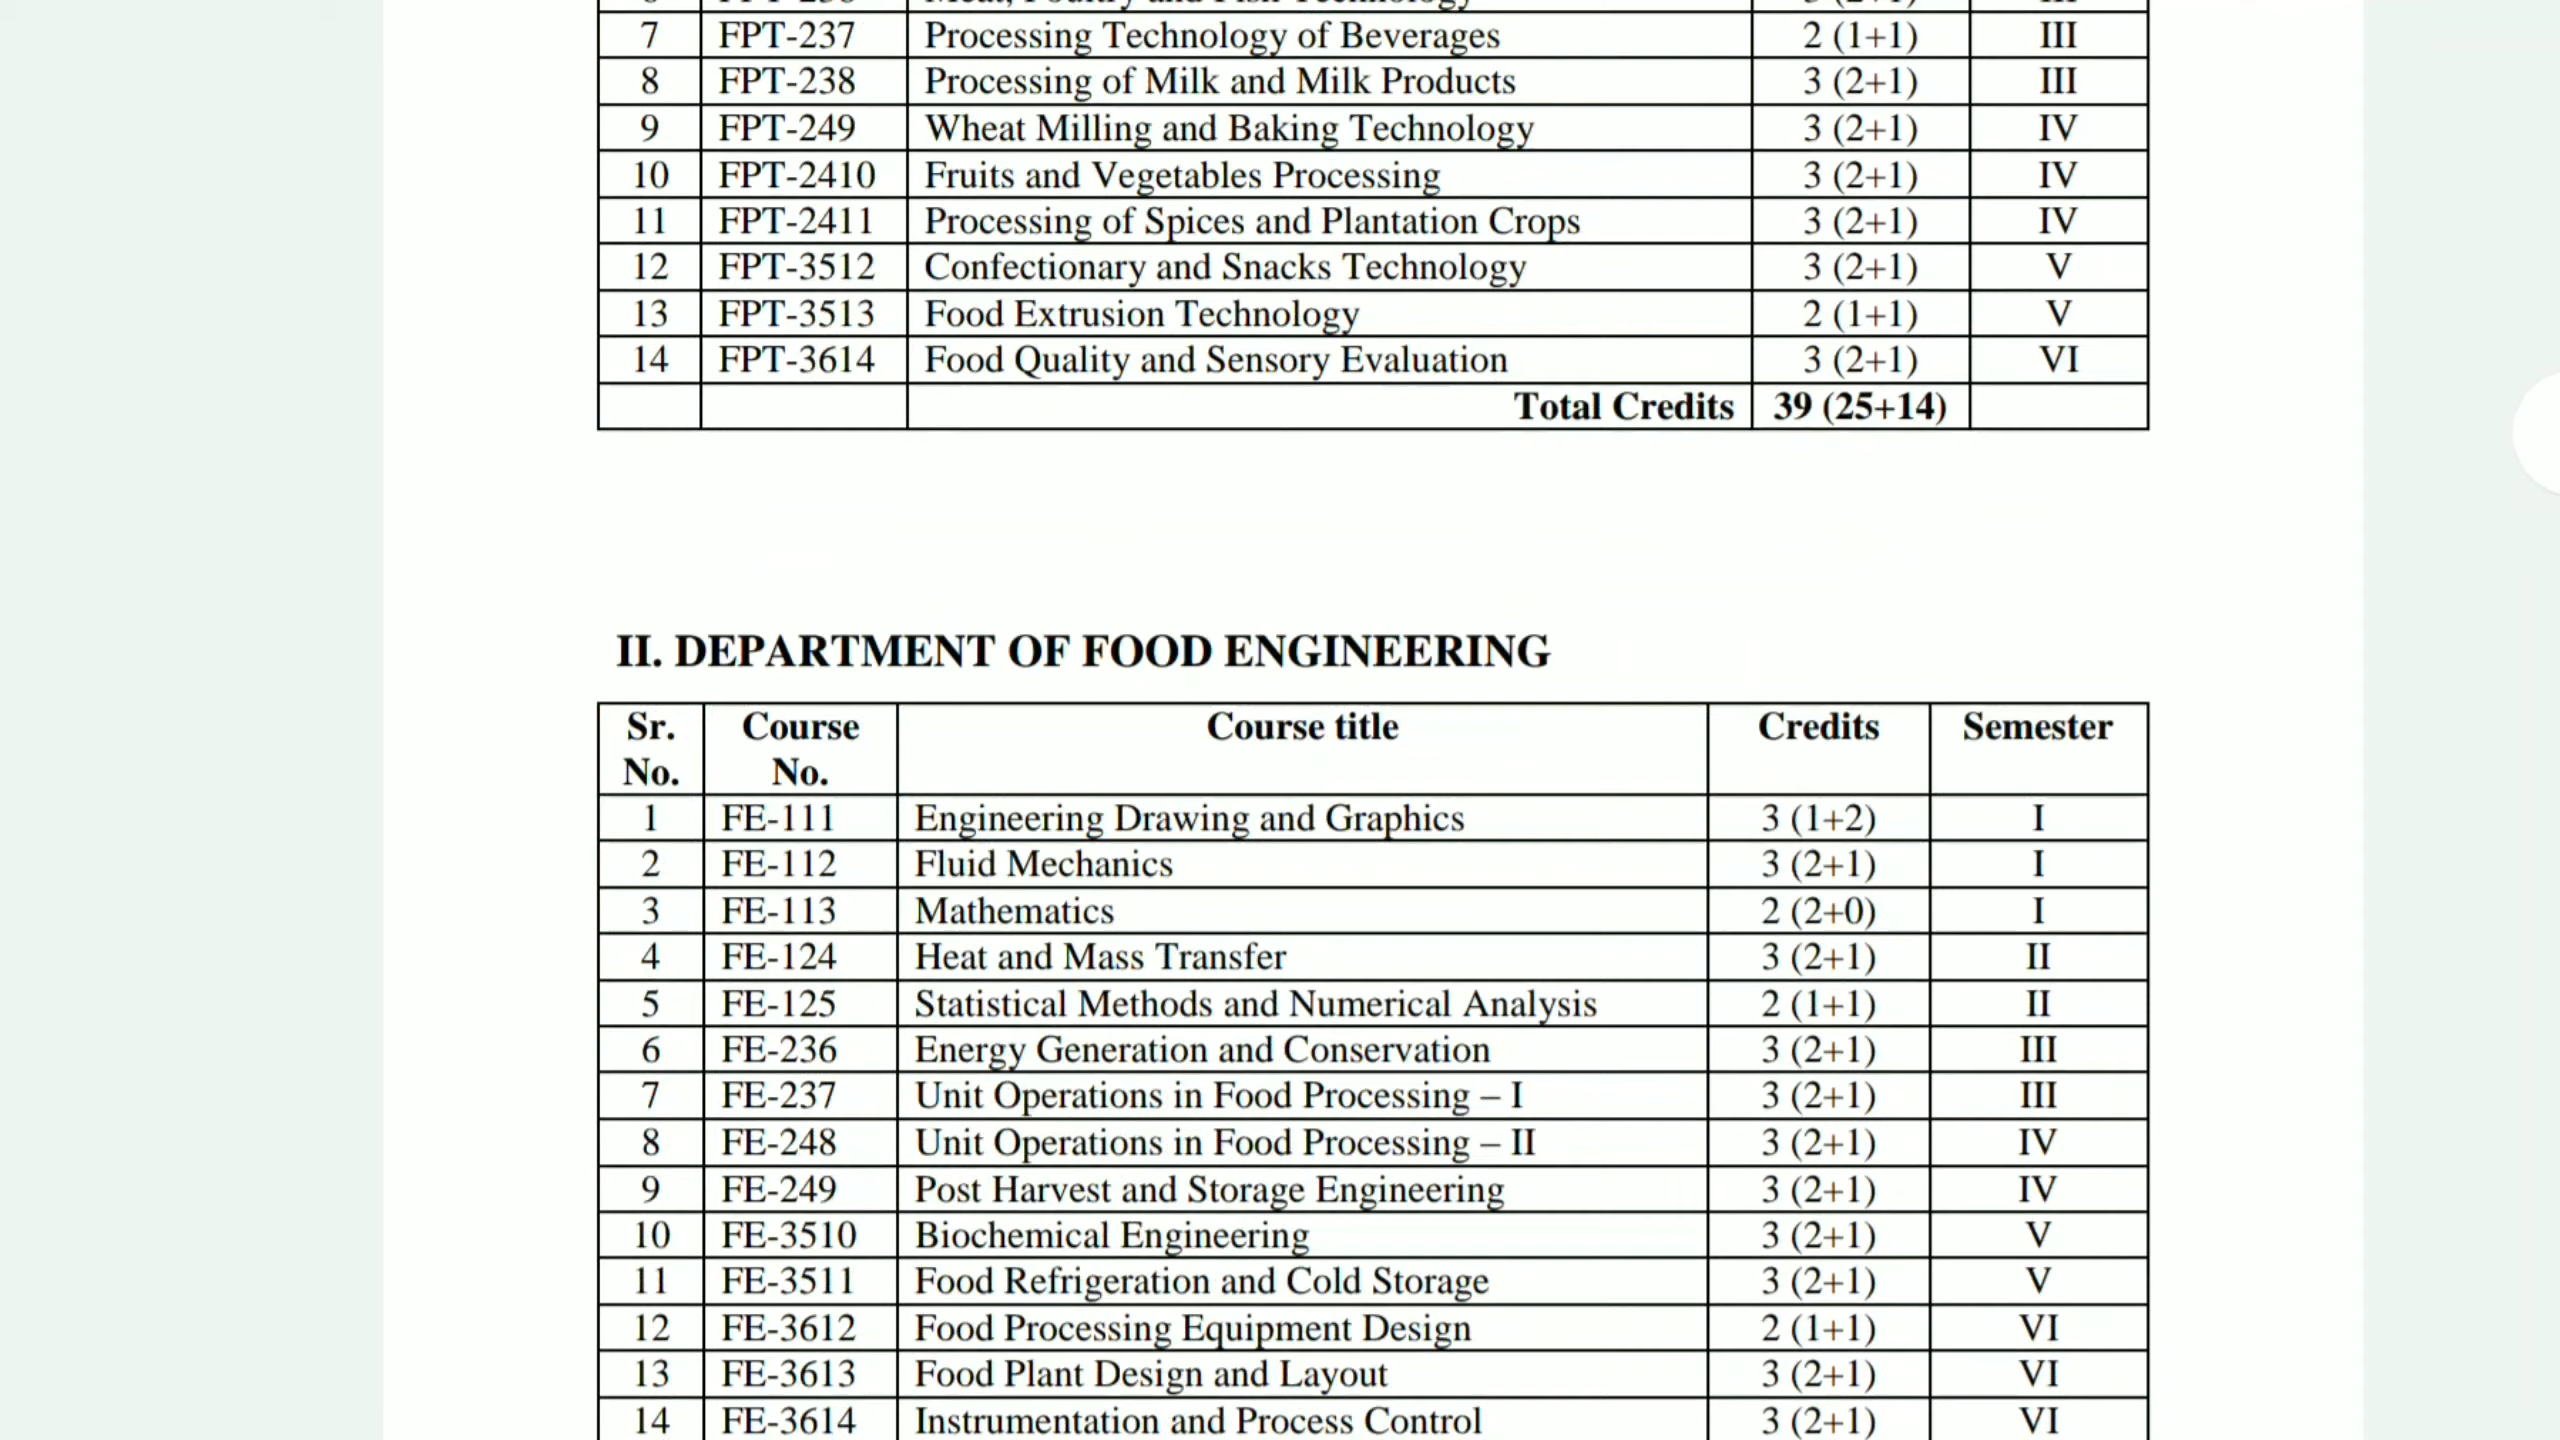 7 FPT-237 Processing Technology of Beverages 2 (1+1) III
8 FPT-238 Processing of Milk and Milk Products 3 (2+1) III
9 FPT-249 Wheat Milling and Baking Technology 3 (2+1) IV
10 FPT-2410 Fruits and Vegetables Processing 3 (2+1) IV
11 FPT-2411 Processing of Spices and Plantation Crops 3 (2+1) IV
12 FPT-3512 Confectionary and Snacks Technology 3 (2+1) V
13 FPT-3513 Food Extrusion Technology 2 (1+1) V
14 FPT-3614 Food Quality and Sensory Evaluation 3 (2+1) VI
Total Credits 39 (25+14)
II. DEPARTMENT OF FOOD ENGINEERING
Sr. Course Course title Credits Semester
No. No.
1 FE-111 Engineering Drawing and Graphics 3 (1+2) I
2 FE-112 Fluid Mechanics 3 (2+1) I
3 FE-113 Mathematics 2 (2+0) I
4 FE-124 Heat and Mass Transfer 3 (2+1) II
5 FE-125 Statistical Methods and Numerical Analysis 2 (1+1) II
6 FE-236 Energy Generation and Conservation 3 (2+1) III
7 FE-237 Unit Operations in Food Processing – I 3 (2+1) III
8 FE-248 Unit Operations in Food Processing – II 3 (2+1) IV
9 FE-249 Post Harvest and Storage Engineering 3 (2+1) IV
10 FE-3510 Biochemical Engineering 3 (2+1) V
11 FE-3511 Food Refrigeration and Cold Storage 3 (2+1) V
12 FE-3612 Food Processing Equipment Design 2 (1+1) VI
13 FE-3613 Food Plant Design and Layout 3 (2+1) VI
14 FE-3614 Instrumentation and Process Control 3 (2+1) VI